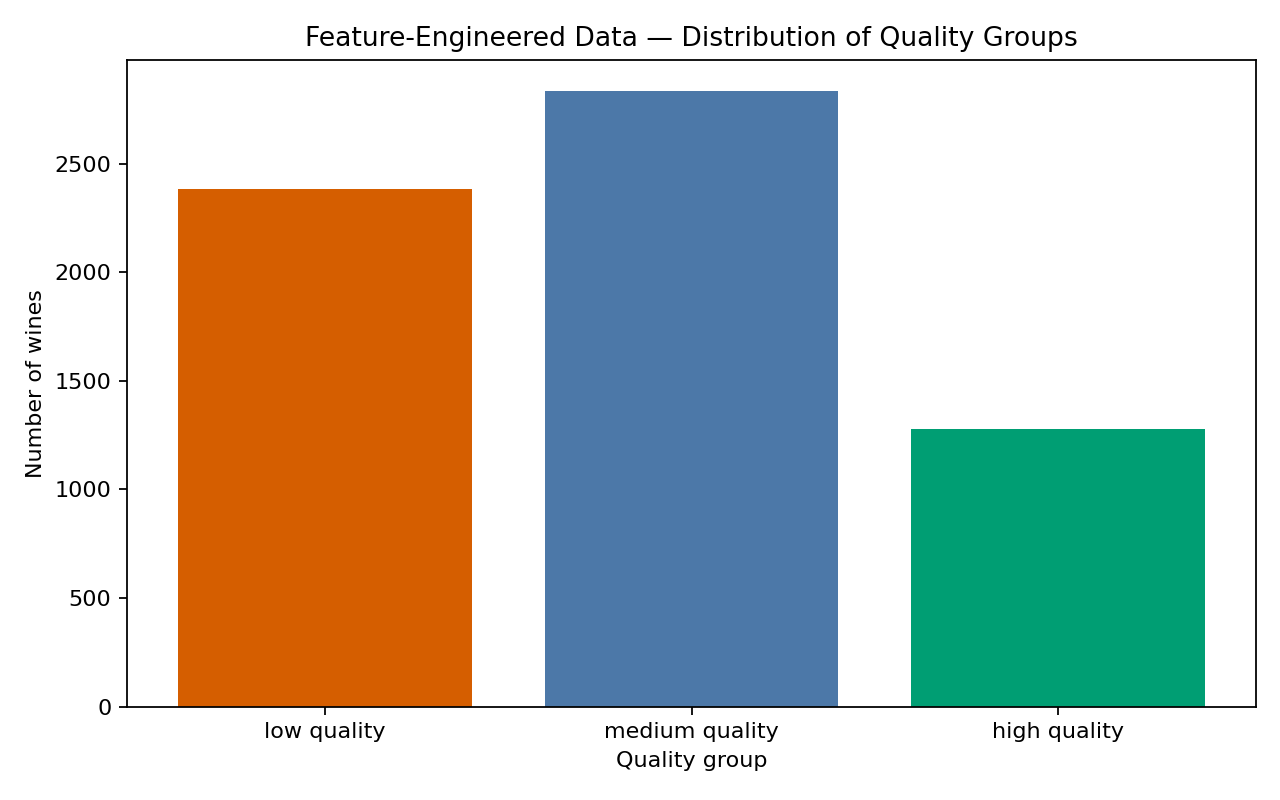 Feature-Engineered Data — Distribution of Quality Groups
Number of wines
2500
2000
1500
1000
500
0
low quality
medium quality
high quality
Quality group